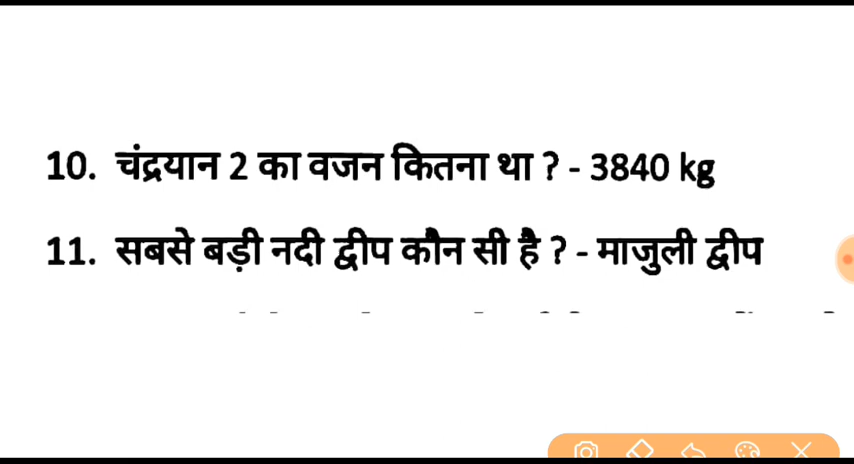 10. चंद्रयान 2 का वजन कितना था ? - 3840 kg
11. सबसे बड़ी नदी द्वीप कौन सी है ? - माजुली द्वीप